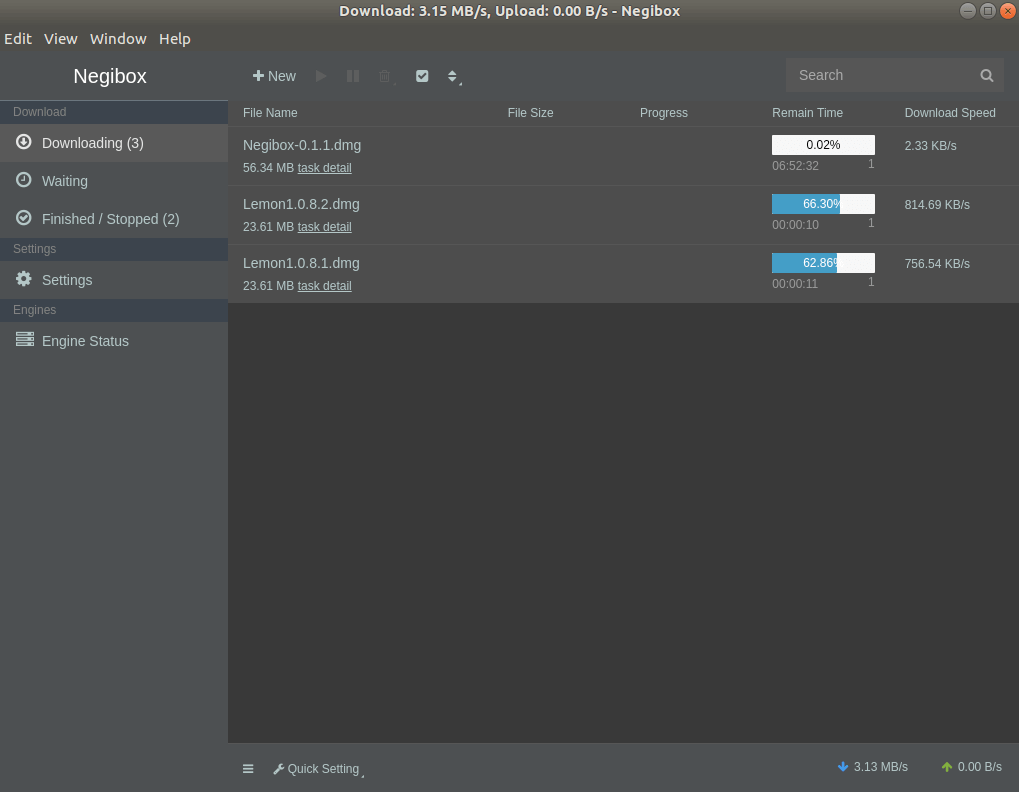 Download: 3.15 MB/s, Upload: 0.00 B/s - Negibox
Edit View Window Help
Negibox
New
Search
Download
Downloading (3)
Waiting
Finished / Stopped (2)
Settings
Settings
Engines
Engine Status
File Name File Size Progress Remain Time Download Speed
Negibox-0.1.1.dmg 0.02% 2.33 KB/s
56.34 MB task detail 06:52:32 1
Lemon1.0.8.2.dmg 66.30% 814.69 KB/s
23.61 MB task detail 00:00:10 1
Lemon1.0.8.1.dmg 62.86% 756.54 KB/s
23.61 MB task detail 00:00:11 1
Quick Setting 3.13 MB/s 0.00 B/s